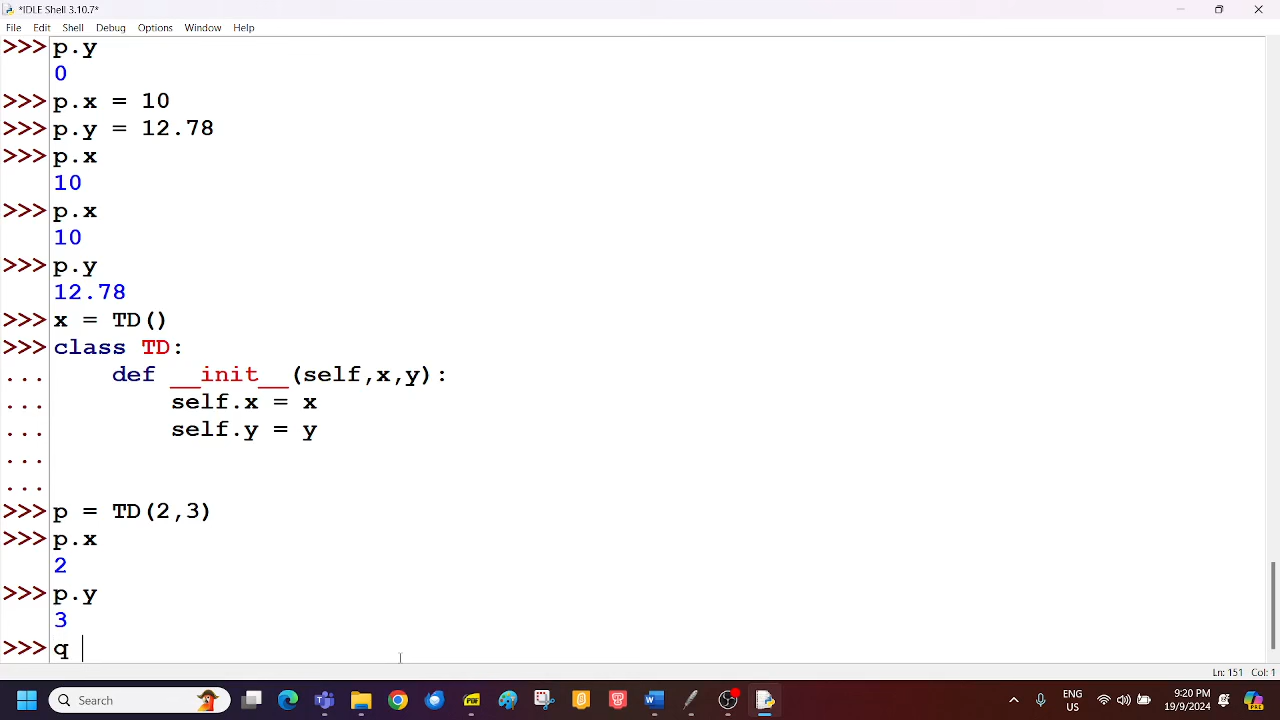 *IDLE Shell 3.10.7*
File Edit Shell Debug Options Window Help
>>> p.y
0
>>> p.x = 10
>>> p.y = 12.78
>>> p.x
10
>>> p.x
10
>>> p.y
12.78
>>> x = TD()
>>> class TD:
...     def __init__(self,x,y):
...         self.x = x
...         self.y = y
...
...
>>> p = TD(2,3)
>>> p.x
2
>>> p.y
3
>>> q
Ln: 151 Col: 1
Search
ENG
US
9:20 PM
19/9/2024